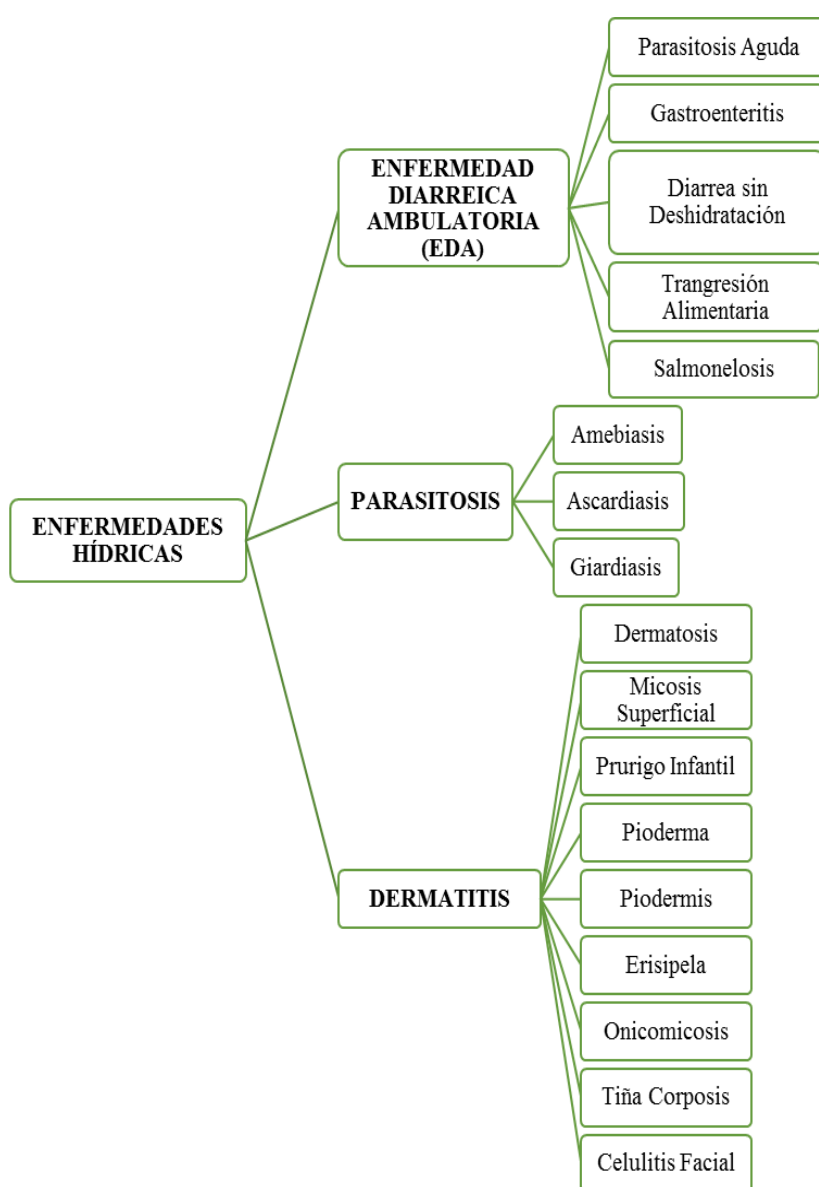 ENFERMEDADES
HÍDRICAS
ENFERMEDAD
DIARREICA
AMBULATORIA
(EDA)
Parasitosis Aguda
Gastroenteritis
Diarrea sin
Deshidratación
Trangresión
Alimentaria
Salmonelosis
PARASITOSIS
Amebiasis
Ascardiasis
Giardiasis
DERMATITIS
Dermatosis
Micosis
Superficial
Prurigo Infantil
Pioderma
Piodermis
Erisipela
Onicomicosis
Tiña Corposis
Celulitis Facial